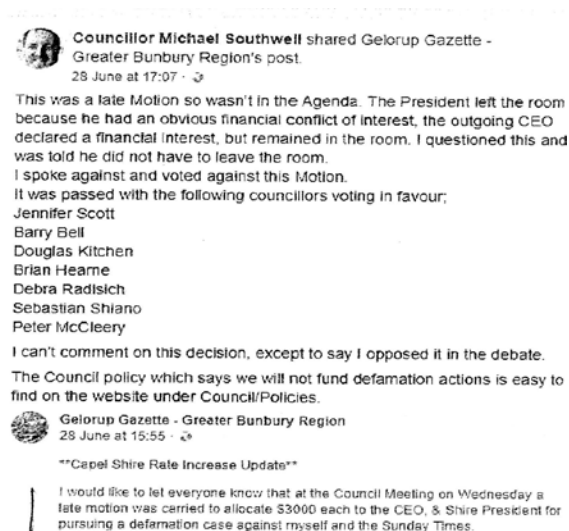 Councillor Michael Southwell shared Gelorup Gazette -
Greater Bunbury Region's post.
28 June at 17:07 ·
This was a late Motion so wasn't in the Agenda. The President left the room
because he had an obvious financial conflict of interest, the outgoing CEO
declared a financial interest, but remained in the room. I questioned this and
was told he did not have to leave the room.
I spoke against and voted against this Motion.
It was passed with the following councillors voting in favour;
Jennifer Scott
Barry Bell
Douglas Kitchen
Brian Hearne
Debra Radisich
Sebastian Shiano
Peter McCleery
I can't comment on this decision, except to say I opposed it in the debate.
The Council policy which says we will not fund defamation actions is easy to
find on the website under Council/Policies.
Gelorup Gazette - Greater Bunbury Region
28 June at 15:55 ·
**Capel Shire Rate Increase Update**
I would like to let everyone know that at the Council Meeting on Wednesday a
late motion was carried to allocate $3000 each to the CEO, & Shire President for
pursuing a defamation case against myself and the Sunday Times.